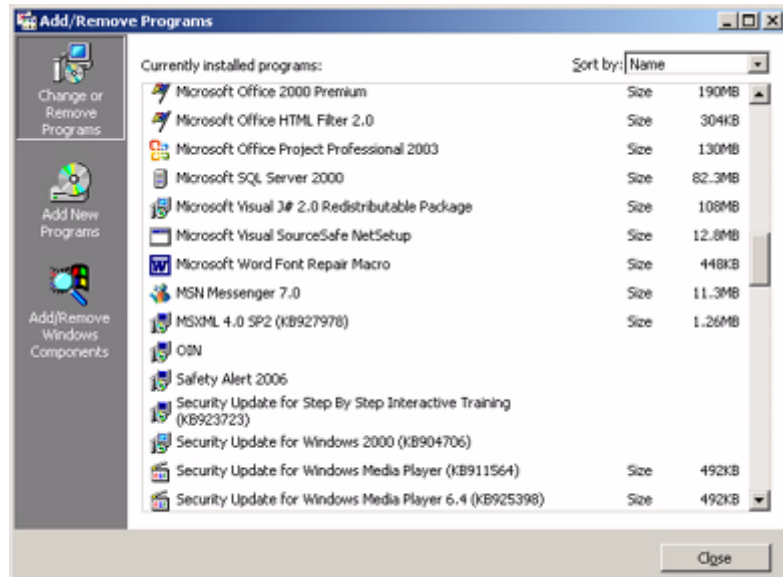 Add/Remove Programs
Change or
Remove
Programs
Add New
Programs
Add/Remove
Windows
Components
Currently installed programs:
Sort by: Name
Microsoft Office 2000 Premium Size 190MB
Microsoft Office HTML Filter 2.0 Size 304KB
Microsoft Office Project Professional 2003 Size 130MB
Microsoft SQL Server 2000 Size 82.3MB
Microsoft Visual J# 2.0 Redistributable Package Size 108MB
Microsoft Visual SourceSafe NetSetup Size 12.8MB
Microsoft Word Font Repair Macro Size 448KB
MSN Messenger 7.0 Size 11.3MB
MSXML 4.0 SP2 (KB927978) Size 1.26MB
OIN
Safety Alert 2006
Security Update for Step By Step Interactive Training
(KB923723)
Security Update for Windows 2000 (KB904706)
Security Update for Windows Media Player (KB911564) Size 492KB
Security Update for Windows Media Player 6.4 (KB925398) Size 492KB
Close